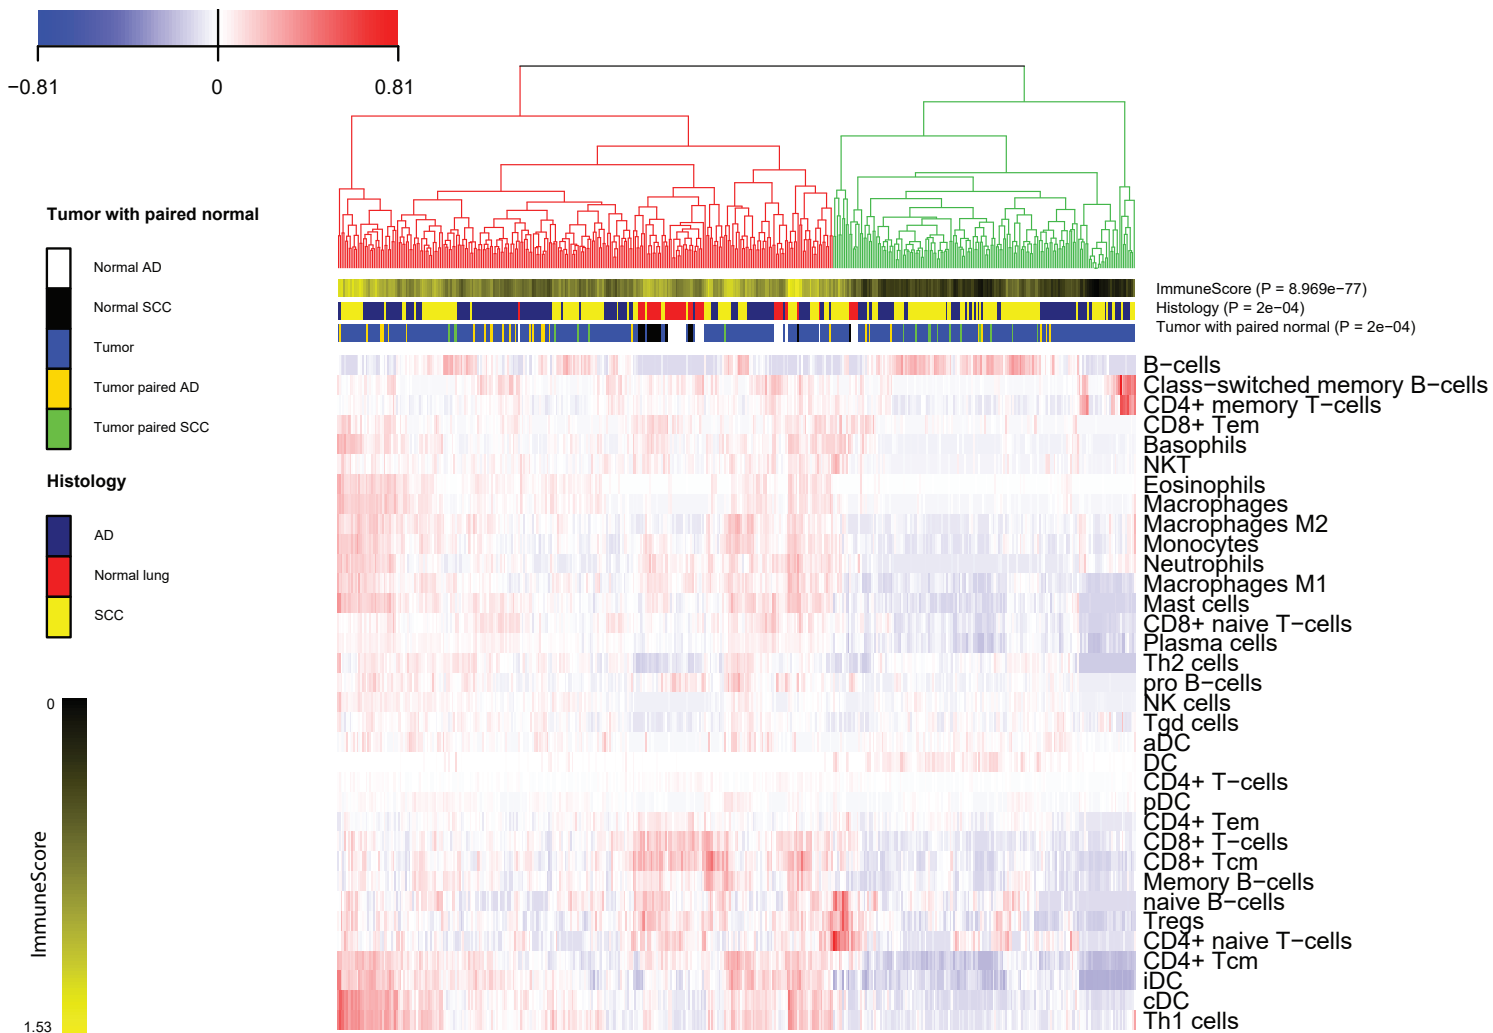 −0.81
0
0.81
Tumor with paired normal
Normal AD
Normal SCC
Tumor
Tumor paired AD
Tumor paired SCC
Histology
AD
Normal lung
SCC
0
ImmuneScore
1.53
ImmuneScore (P = 8.969e−77)
Histology (P = 2e−04)
Tumor with paired normal (P = 2e−04)
B−cells
Class−switched memory B−cells
CD4+ memory T−cells
CD8+ Tem
Basophils
NKT
Eosinophils
Macrophages
Macrophages M2
Monocytes
Neutrophils
Macrophages M1
Mast cells
CD8+ naive T−cells
Plasma cells
Th2 cells
pro B−cells
NK cells
Tgd cells
aDC
DC
CD4+ T−cells
pDC
CD4+ Tem
CD8+ T−cells
CD8+ Tcm
Memory B−cells
naive B−cells
Tregs
CD4+ naive T−cells
CD4+ Tcm
iDC
cDC
Th1 cells